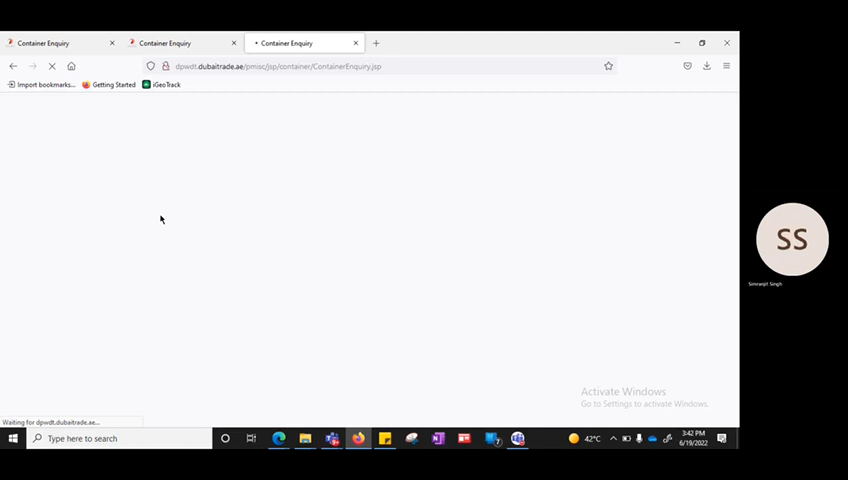 Container Enquiry
Container Enquiry
Container Enquiry
dpwdt.dubaitrade.ae/pmisc/jsp/container/ContainerEnquiry.jsp
Import bookmarks...
Getting Started
iGeoTrack
SS
Simranjit Singh
Activate Windows
Go to Settings to activate Windows.
Waiting for dpwdt.dubaitrade.ae...
Type here to search
42°C
3:42 PM
6/19/2022